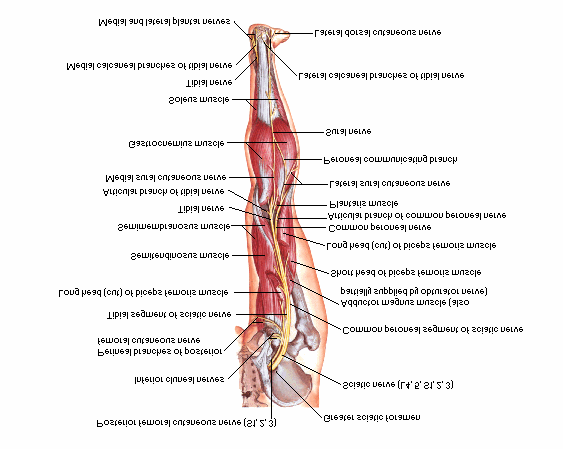 Medial and lateral plantar nerves
Lateral dorsal cutaneous nerve
Medial calcaneal branches of tibial nerve
Lateral calcaneal branches of tibial nerve
Tibial nerve
Soleus muscle
Sural nerve
Gastrocnemius muscle
Peroneal communicating branch
Medial sural cutaneous nerve
Lateral sural cutaneous nerve
Articular branch of tibial nerve
Plantaris muscle
Tibial nerve
Articular branch of common peroneal nerve
Semimembranosus muscle
Common peroneal nerve
Long head (cut) of biceps femoris muscle
Semitendinosus muscle
Short head of biceps femoris muscle
Long head (cut) of biceps femoris muscle
Adductor magnus muscle (also
partially supplied by obturator nerve)
Tibial segment of sciatic nerve
Common peroneal segment of sciatic nerve
Perineal branches of posterior
femoral cutaneous nerve
Inferior cluneal nerves
Sciatic nerve (L4, 5, S1, 2, 3)
Greater sciatic foramen
Posterior femoral cutaneous nerve (S1, 2, 3)